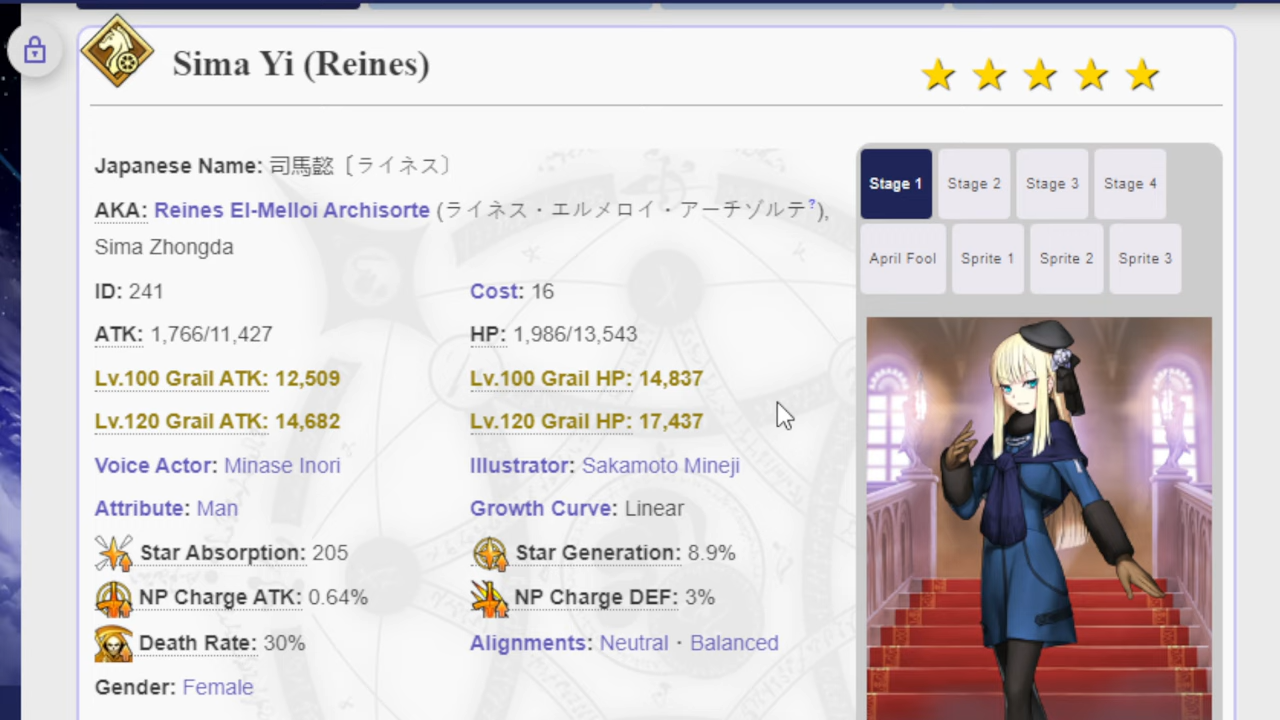 Sima Yi (Reines)
Japanese Name: 司馬懿〔ライネス〕
AKA: Reines El-Melloi Archisorte (ライネス・エルメロイ・アーチゾルテ?),
Sima Zhongda
ID: 241 Cost: 16
ATK: 1,766/11,427 HP: 1,986/13,543
Lv.100 Grail ATK: 12,509 Lv.100 Grail HP: 14,837
Lv.120 Grail ATK: 14,682 Lv.120 Grail HP: 17,437
Voice Actor: Minase Inori Illustrator: Sakamoto Mineji
Attribute: Man Growth Curve: Linear
Star Absorption: 205 Star Generation: 8.9%
NP Charge ATK: 0.64% NP Charge DEF: 3%
Death Rate: 30% Alignments: Neutral・Balanced
Gender: Female
Stage 1 Stage 2 Stage 3 Stage 4
April Fool Sprite 1 Sprite 2 Sprite 3